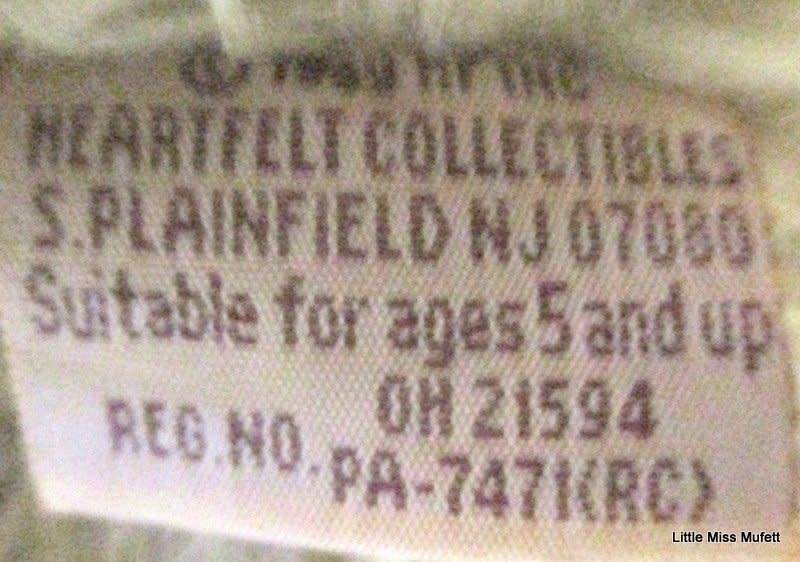 ©
HEARTFELT COLLECTIBLES
S.PLAINFIELD NJ 07080
Suitable for ages 5 and up
OH 21594
REG.NO. PA-7471(RC)
Little Miss Mufett